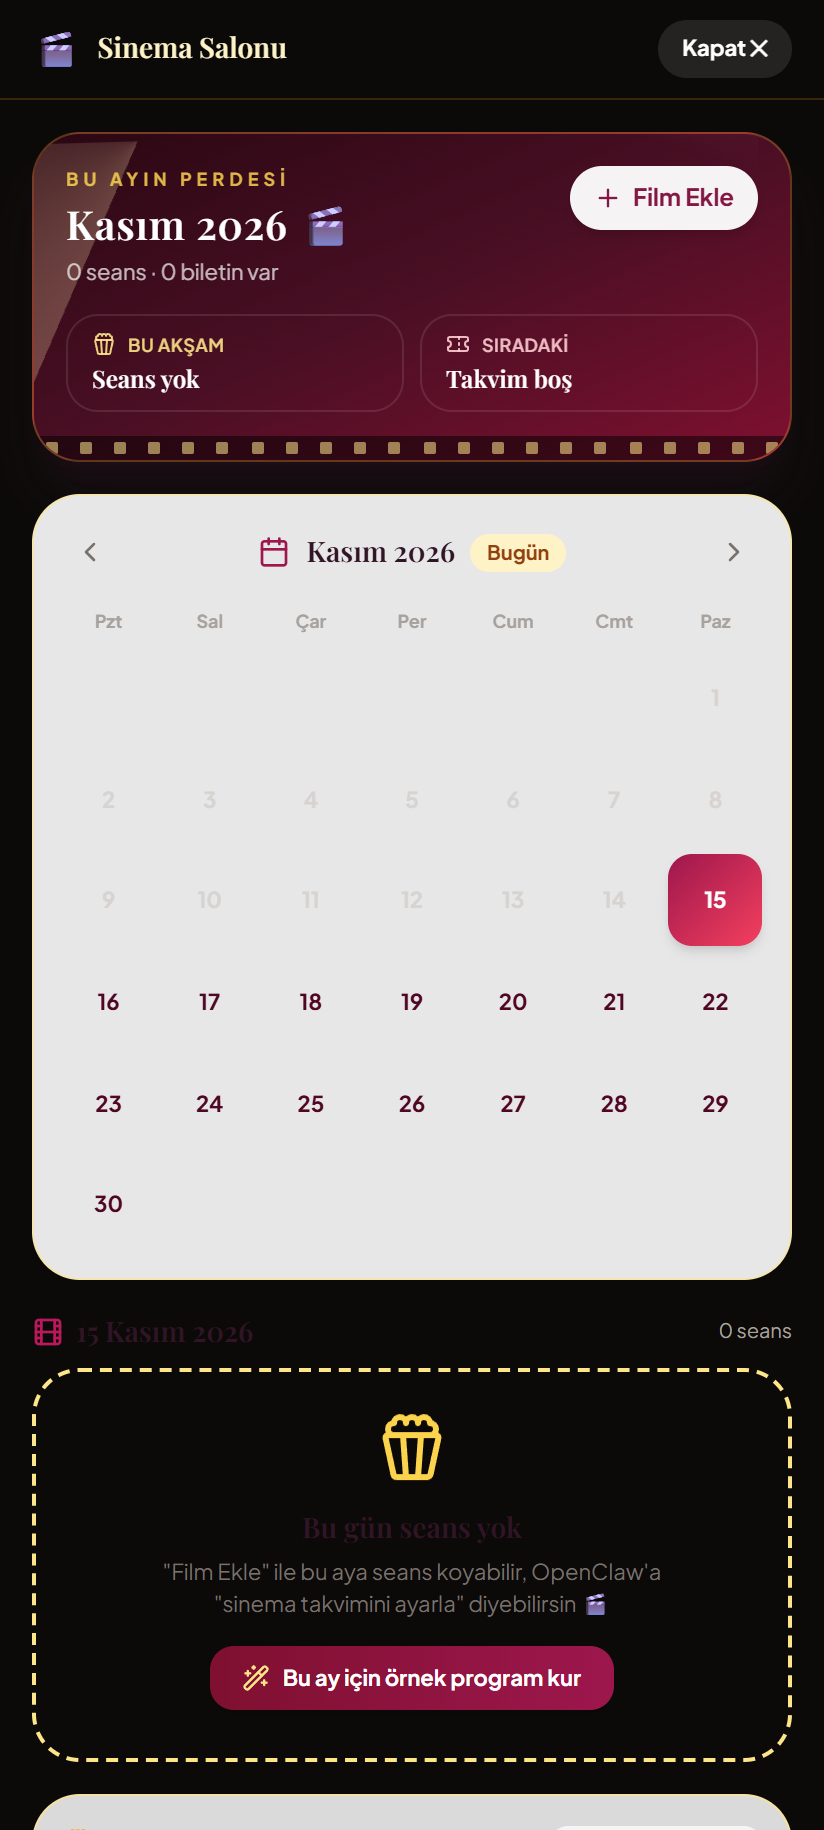 Sinema Salonu
Kapat
BU AYIN PERDESİ
Kasım 2026
Film Ekle
0 seans · 0 biletin var
BU AKŞAM
Seans yok
SIRADAKİ
Takvim boş
Kasım 2026 Bugün
Pzt Sal Çar Per Cum Cmt Paz
1
2 3 4 5 6 7 8
9 10 11 12 13 14 15
16 17 18 19 20 21 22
23 24 25 26 27 28 29
30
15 Kasım 2026
0 seans
Bu gün seans yok
"Film Ekle" ile bu aya seans koyabilir, OpenClaw'a
"sinema takvimini ayarla" diyebilirsin
Bu ay için örnek program kur